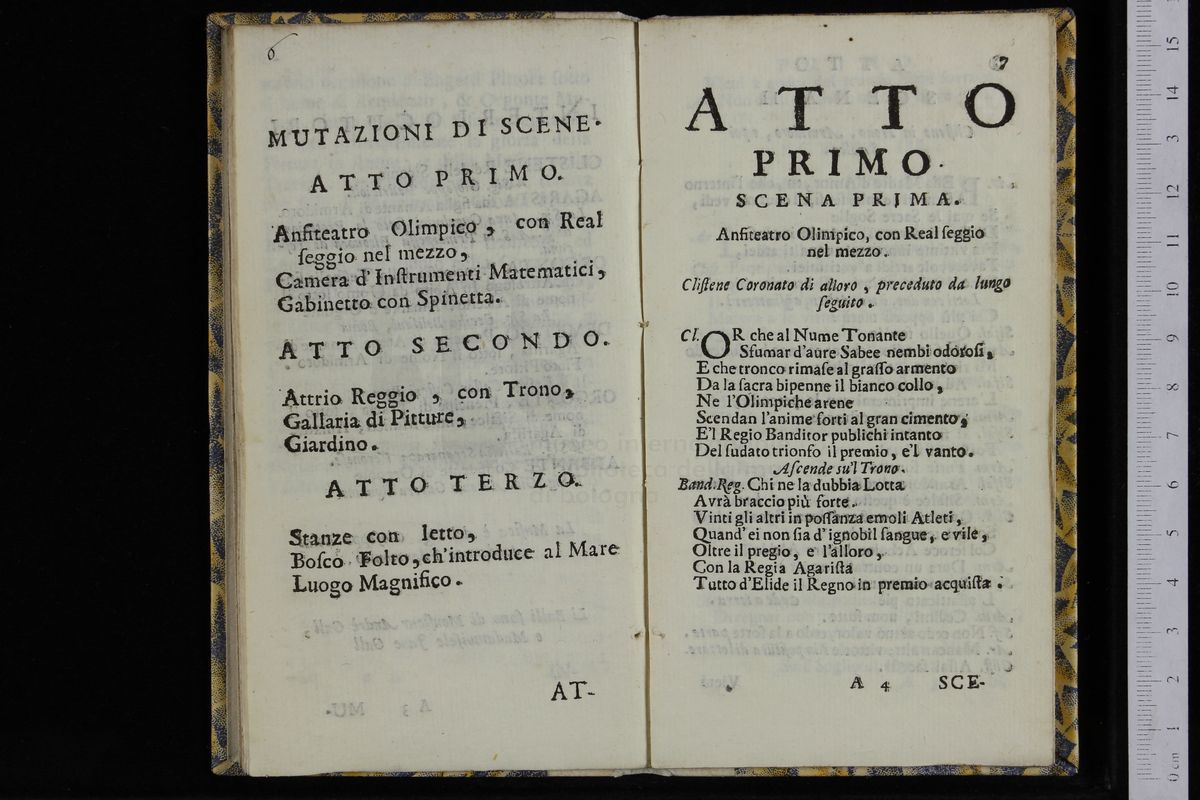 6
MUTAZIONI DI SCENE.
ATTO PRIMO.
Anfiteatro Olimpico, con Real
ſeggio nel mezzo,
Camera d'Inſtrumenti Matematici,
Gabinetto con Spinetta.
ATTO SECONDO.
Attrio Reggio, con Trono,
Gallaria di Pitture,
Giardino.
ATTO TERZO.
Stanze con letto,
Boſco Folto, ch'introduce al Mare
Luogo Magnifico.
AT-
7
ATTO
PRIMO.
SCENA PRIMA.
Anfiteatro Olimpico, con Real ſeggio
nel mezzo.
Cliſtene Coronato di alloro, preceduto da lungo
ſeguito.
Cl. OR che al Nume Tonante
Sfumar d'aure Sabee nembi odoroſi,
E che tronco rimaſe al graſſo armento
Da la ſacra bipenne il bianco collo,
Ne l'Olimpiche arene
Scendan l'anime forti al gran cimento,
E'l Regio Banditor publichi intanto
Del ſudato trionfo il premio, e'l vanto.
Aſcende su'l Trono.
Band.Reg. Chi ne la dubbia Lotta
Avrà braccio più forte.
Vinti gli altri in poſſanza emoli Atleti,
Quand'ei non ſia d'ignobil ſangue, e vile,
Oltre il pregio, e l'alloro,
Con la Regia Agariſta
Tutto d'Elide il Regno in premio acquiſta.
A 4 SCE-